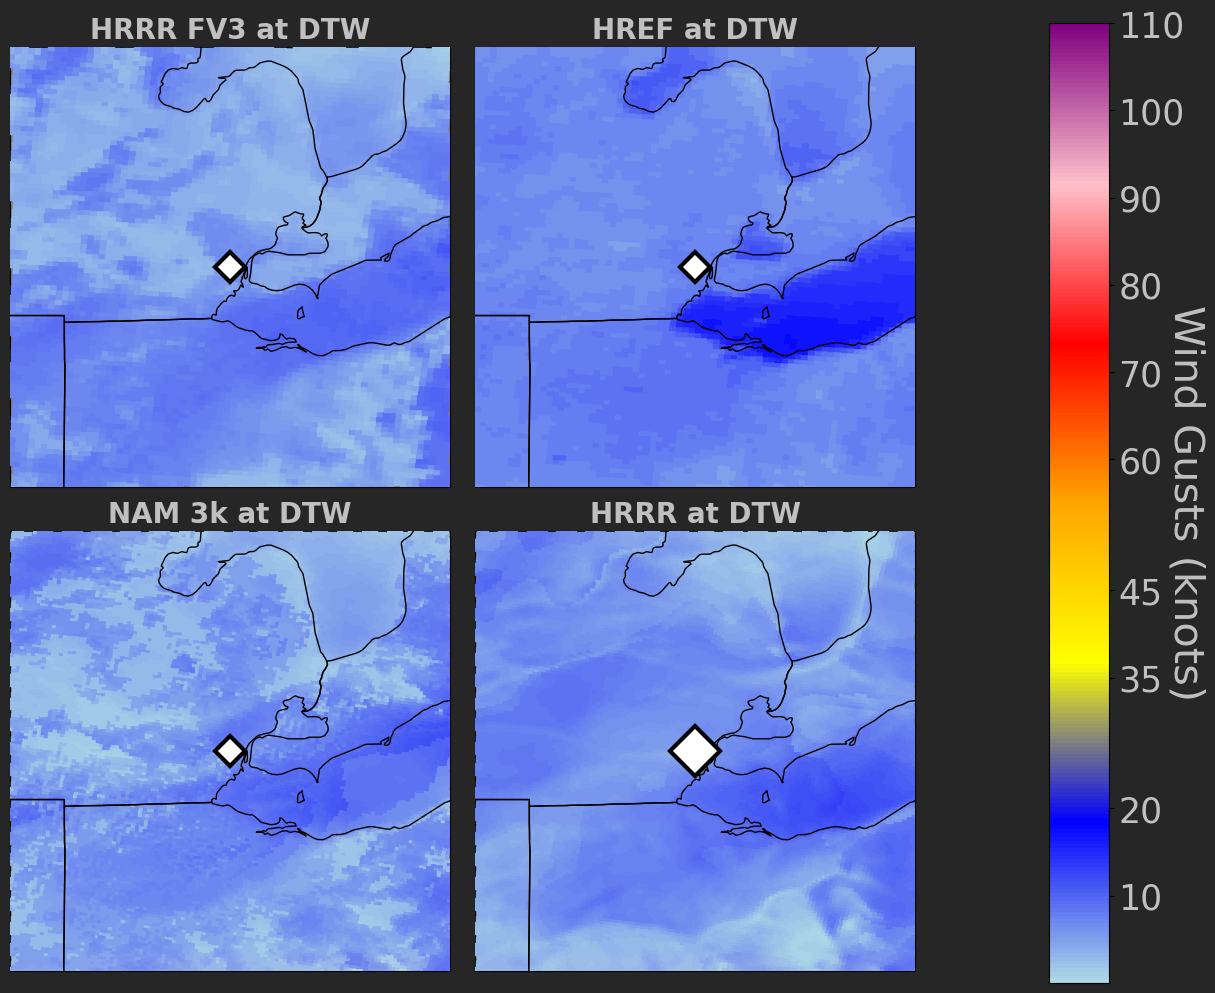 HRRR FV3 at DTW
HREF at DTW
NAM 3k at DTW
HRRR at DTW
110
100
90
80
70
60
45
35
20
10
Wind Gusts (knots)